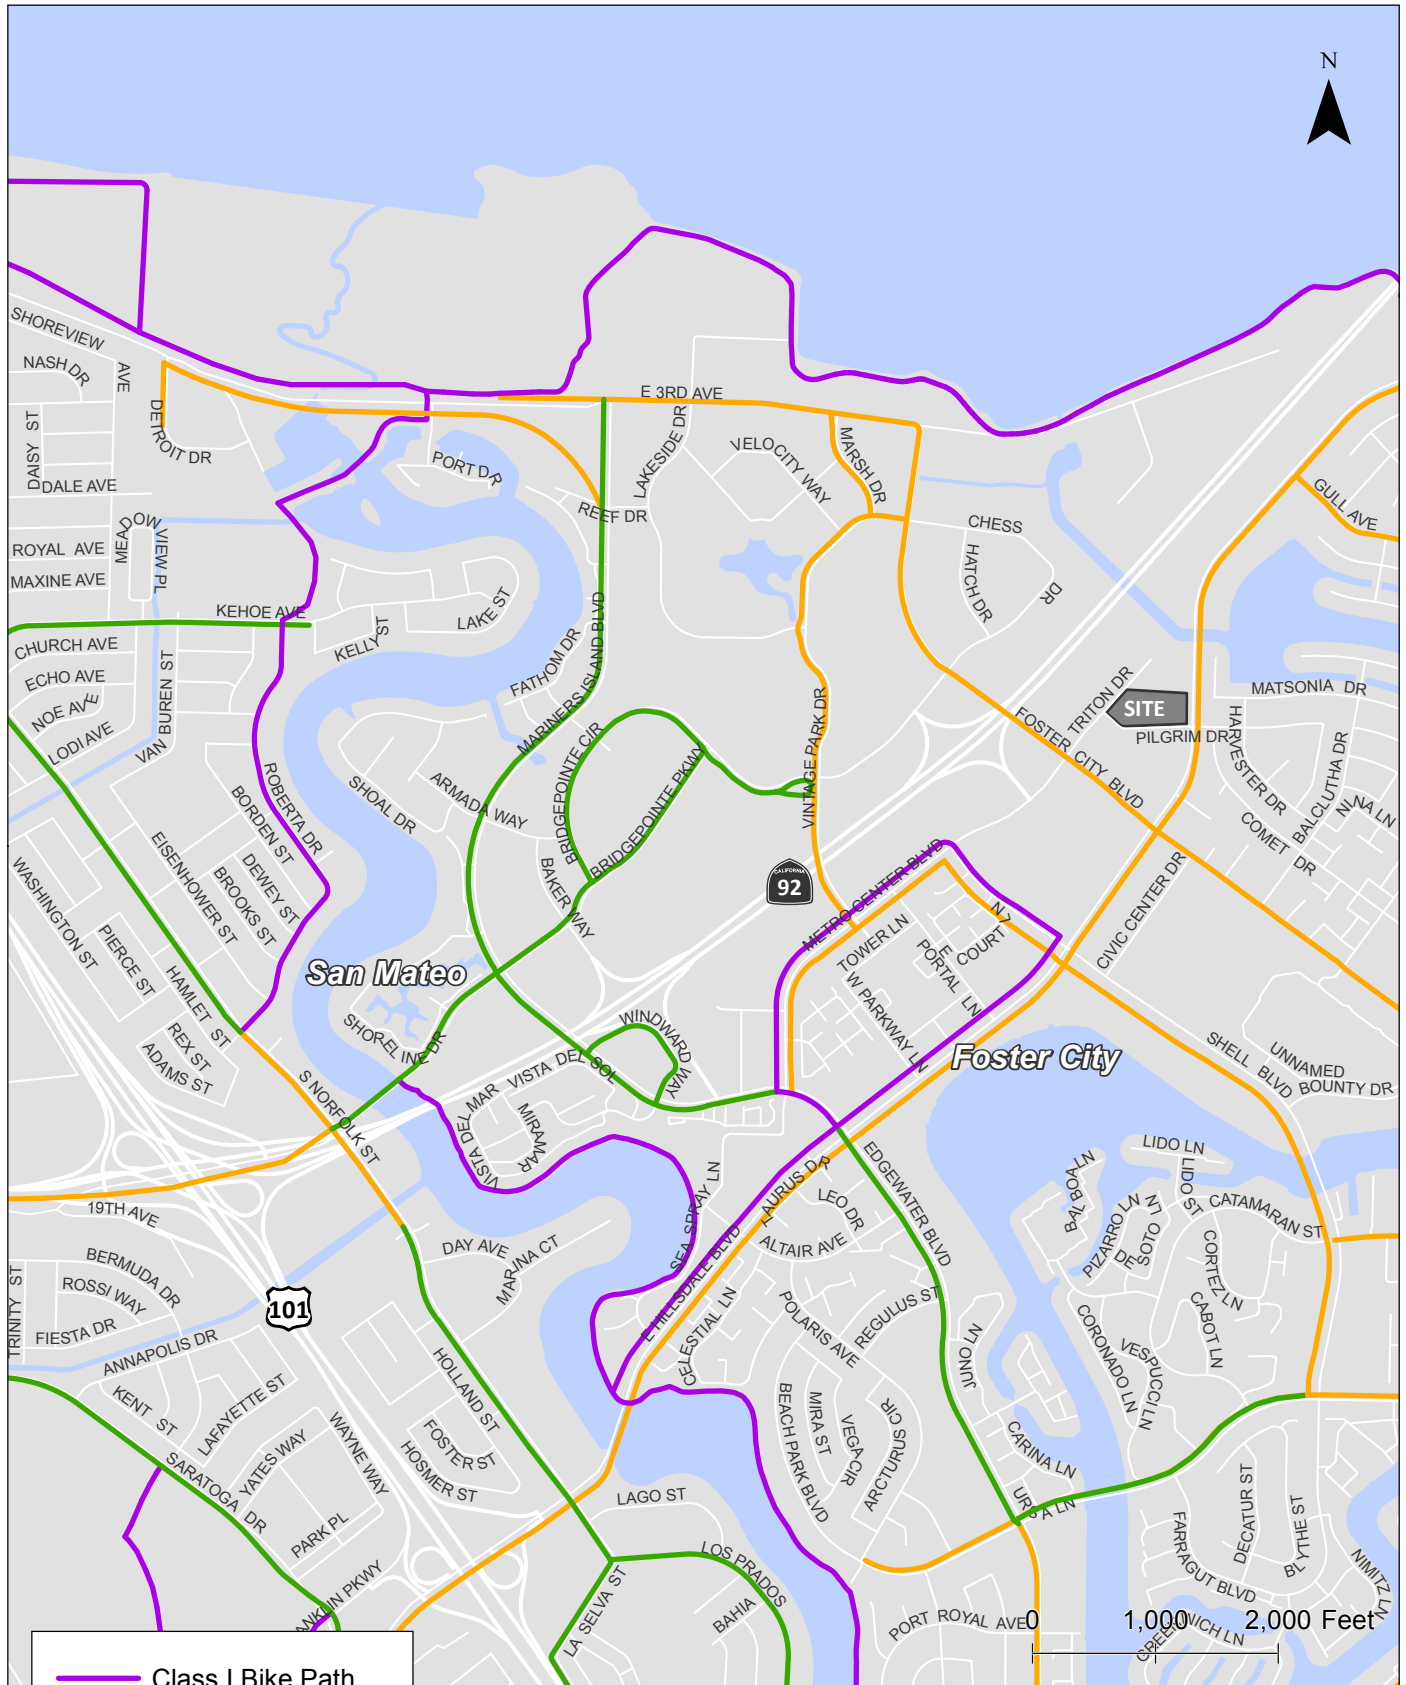 N
SHOREVIEW
AVE
NASH DR
DETROIT DR
DAISY ST
DALE AVE
E 3RD AVE
LAKESIDE DR
VELOCITY WAY
MARSH DR
PORT DR
REEF DR
CHESS
DR
HATCH DR
GULL AVE
MEADOW
VIEW PL
ROYAL AVE
MAXINE AVE
KEHOE AVE
LAKE ST
KELLY ST
CHURCH AVE
ECHO AVE
NOE AVE
LODI AVE
VAN BUREN ST
FATHOM DR
MARINERS ISLAND BLVD
TRITON DR
SITE
MATSONIA DR
PILGRIM DR
FOSTER CITY BLVD
HARVESTER DR
BALCLUTHA DR
NINA LN
COMET DR
VINTAGE PARK DR
BRIDGEPOINTE CIR
BRIDGEPOINTE PKWY
ARMADA WAY
SHOAL DR
ROBERTA DR
BORDEN ST
DEWEY ST
BROOKS ST
EISENHOWER ST
WASHINGTON ST
PIERCE ST
HAMLET ST
REX ST
ADAMS ST
BAKER WAY
CALIFORNIA
92
METRO CENTER BLVD
TOWER LN
N
COURT
E PORTAL LN
W PARKWAY LN
CIVIC CENTER DR
San Mateo
Foster City
SHORELINE DR
WINDWARD WAY
VISTA DEL SOL
VISTA DEL MAR
MIRAMAR
S NORFOLK ST
SHELL BLVD
UNNAMED
BOUNTY DR
19TH AVE
BERMUDA DR
ROSSI WAY
FIESTA DR
TRINITY ST
ANNAPOLIS DR
101
DAY AVE
MARINA CT
SEA SPRAY LN
E HILLSDALE BLVD
TAURUS DR
LEO DR
ALTAIR AVE
EDGEWATER BLVD
BALBOA LN
LIDO LN
LIDO ST
PIZARRO LN
DE SOTO LN
CATAMARAN ST
CORTEZ LN
CABOT LN
CORONADO LN
VESPUCCI LN
CELESTIAL LN
POLARIS AVE
REGULUS ST
JUNO LN
KENT ST
LAFAYETTE ST
YATES WAY
WAYNE WAY
HOLLAND ST
FOSTER ST
HOSMER ST
SARATOGA DR
PARK PL
BEACH PARK BLVD
MIRA ST
VEGA CIR
ARCTURUS CIR
CARINA LN
URSA LN
LAGO ST
LOS PRADOS
BAHIA
LA SELVA ST
FARRAGUT BLVD
DECATUR ST
BLYTHE ST
NIMITZ LN
PORT ROYAL AVE
GREENWICH LN
0 1,000 2,000 Feet
Class I Bike Path